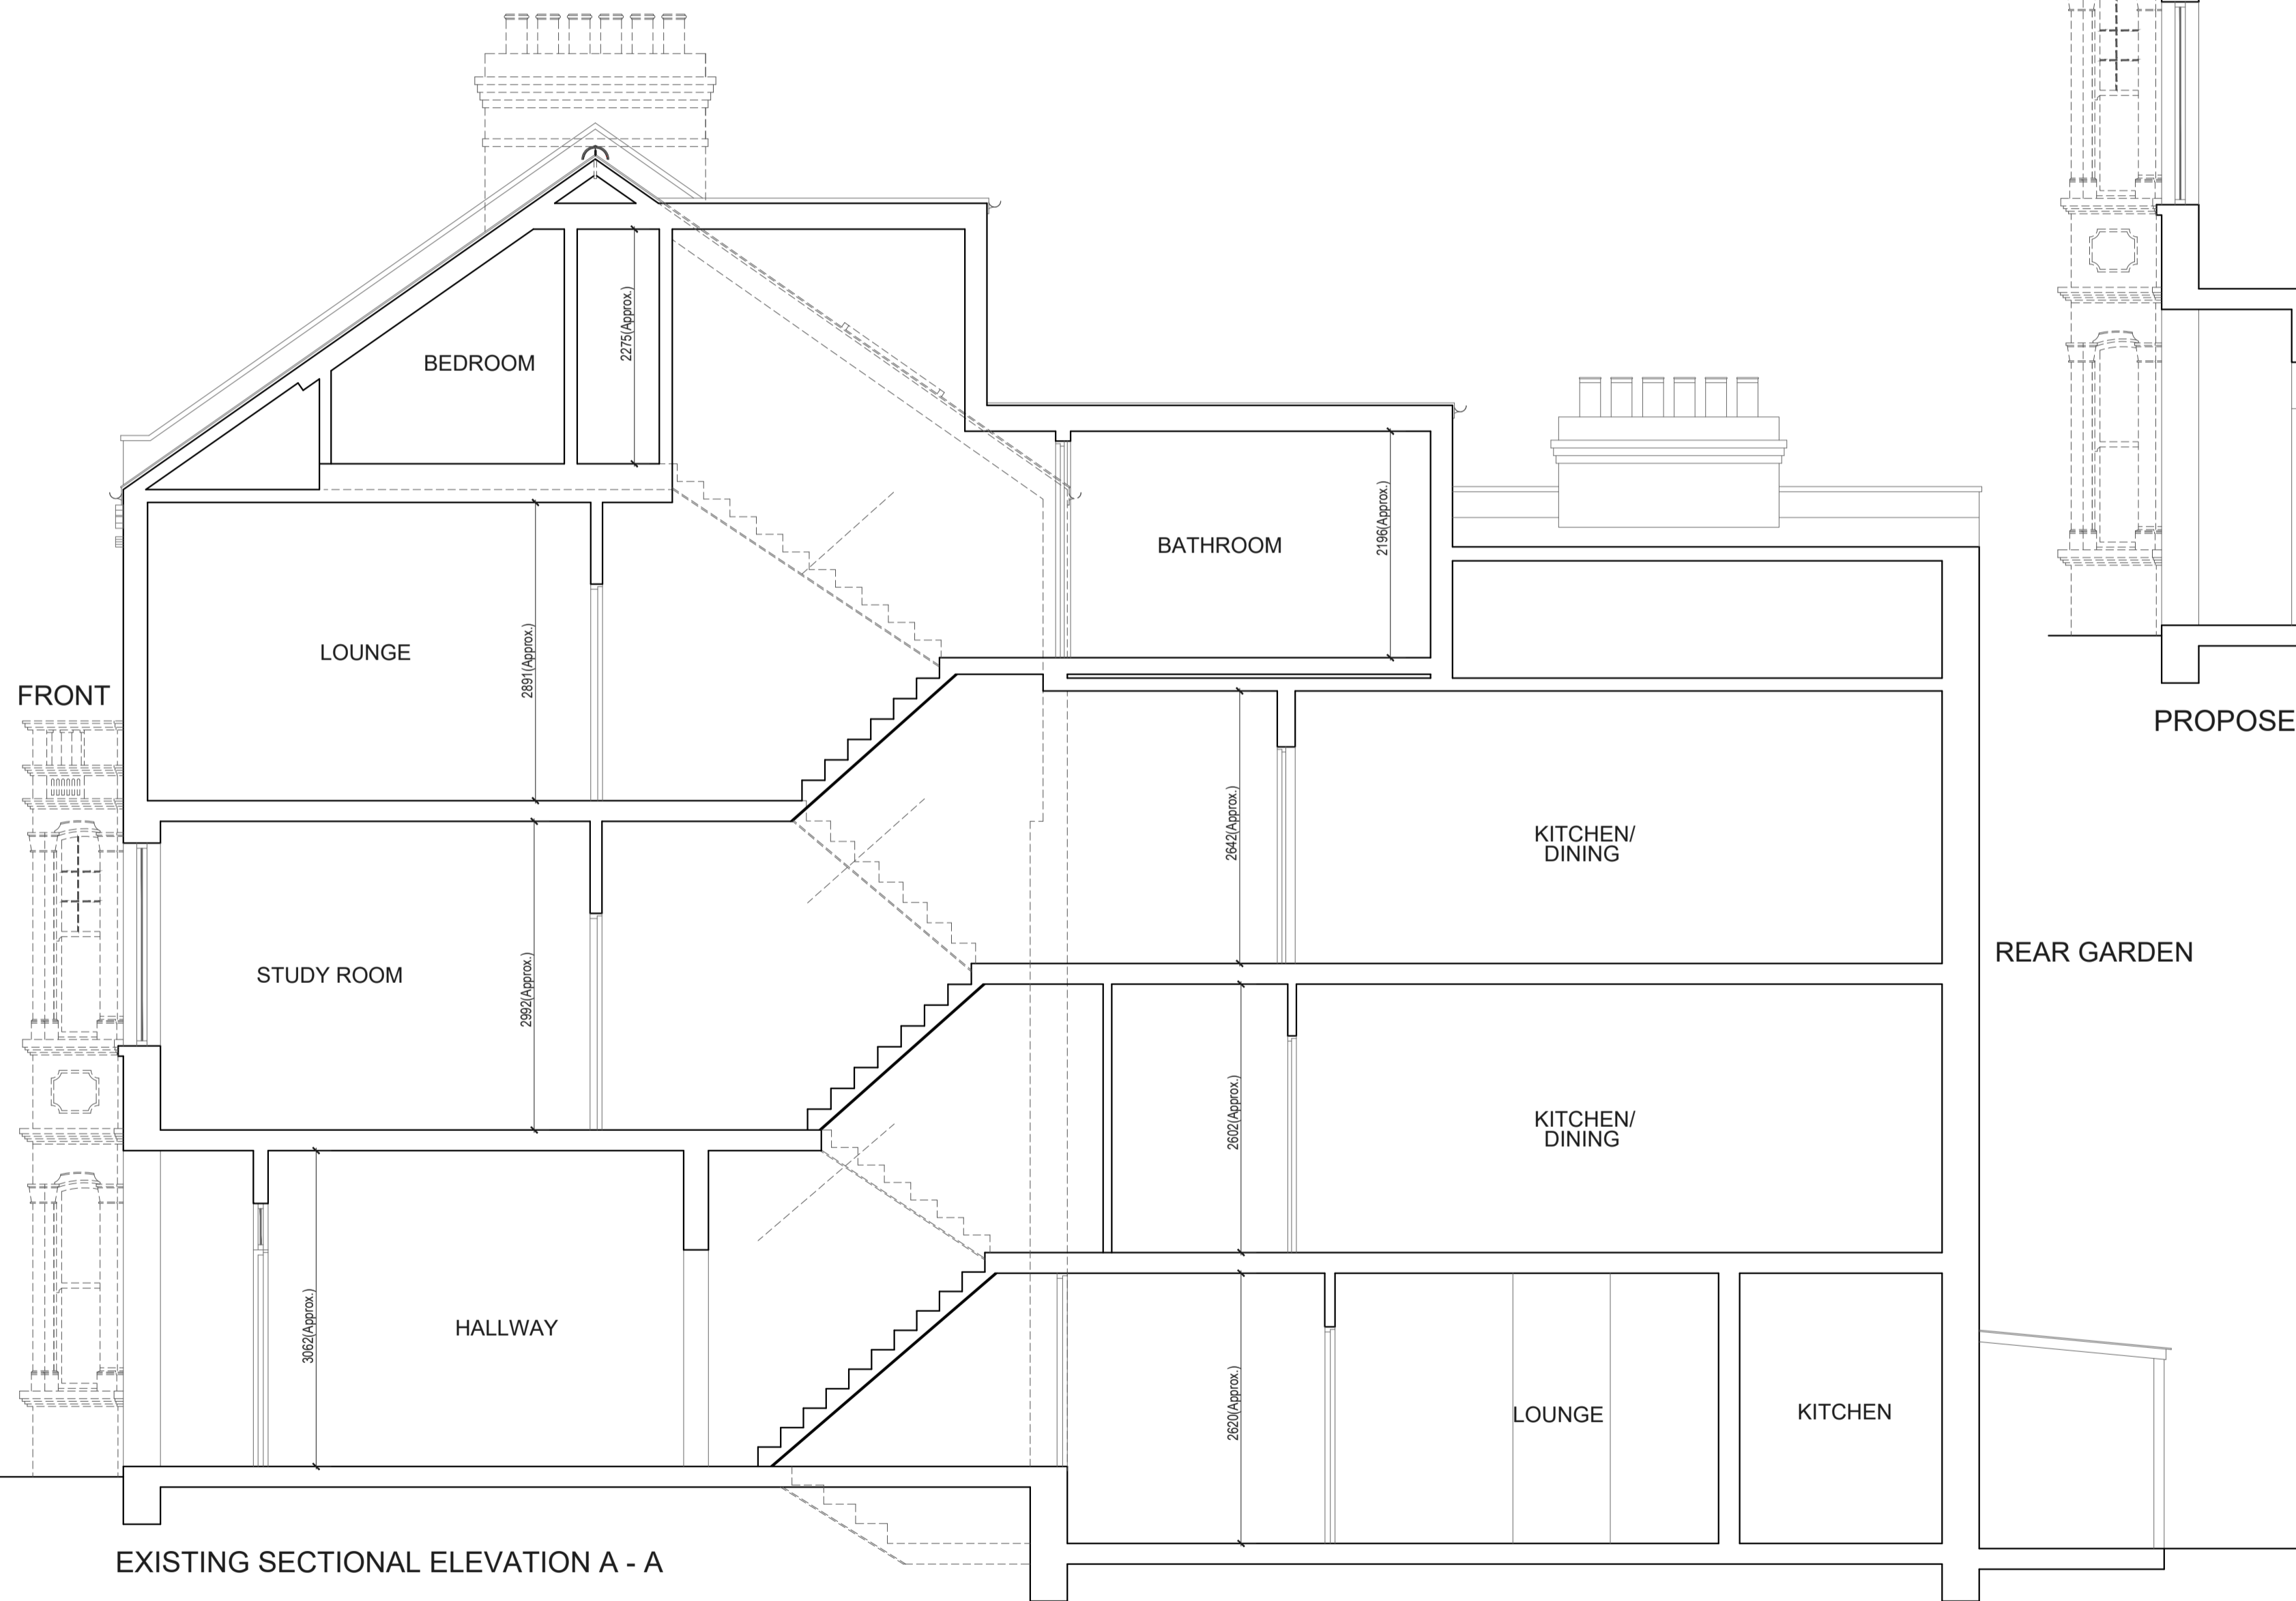 BEDROOM
2275(Approx.)
BATHROOM
2196(Approx.)
LOUNGE
2891(Approx.)
FRONT
PROPOSE
KITCHEN/
DINING
2642(Approx.)
REAR GARDEN
STUDY ROOM
2992(Approx.)
KITCHEN/
DINING
2602(Approx.)
HALLWAY
3062(Approx.)
2620(Approx.)
LOUNGE
KITCHEN
EXISTING SECTIONAL ELEVATION A - A